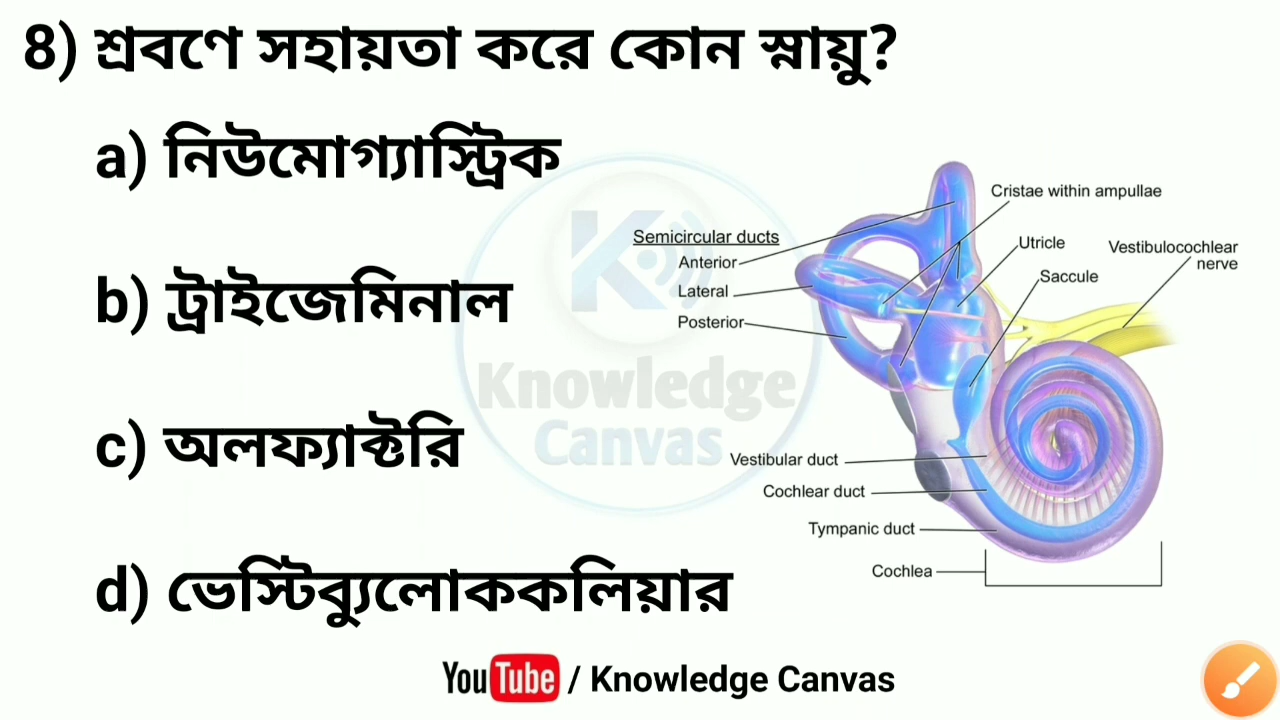 8) শ্রবণে সহায়তা করে কোন স্নায়ু?
a) নিউমোগ্যাস্ট্রিক
b) ট্রাইজেমিনাল
c) অলফ্যাক্টরি
d) ভেস্টিব্যুলোককলিয়ার
Semicircular ducts
Anterior
Lateral
Posterior
Cristae within ampullae
Utricle
Saccule
Vestibulocochlear
nerve
Vestibular duct
Cochlear duct
Tympanic duct
Cochlea
Knowledge
Canvas
YouTube / Knowledge Canvas